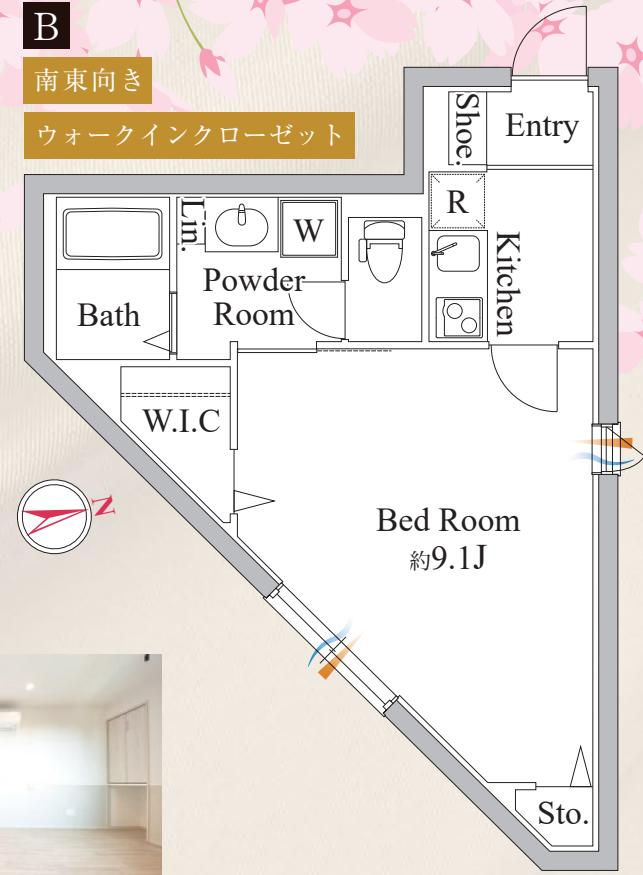 B
南東向き
ウォークインクローゼット
Shoe.
Entry
R
Kitchen
Lin.
W
Powder
Room
Bath
W.I.C
N
Bed Room
約9.1J
Sto.